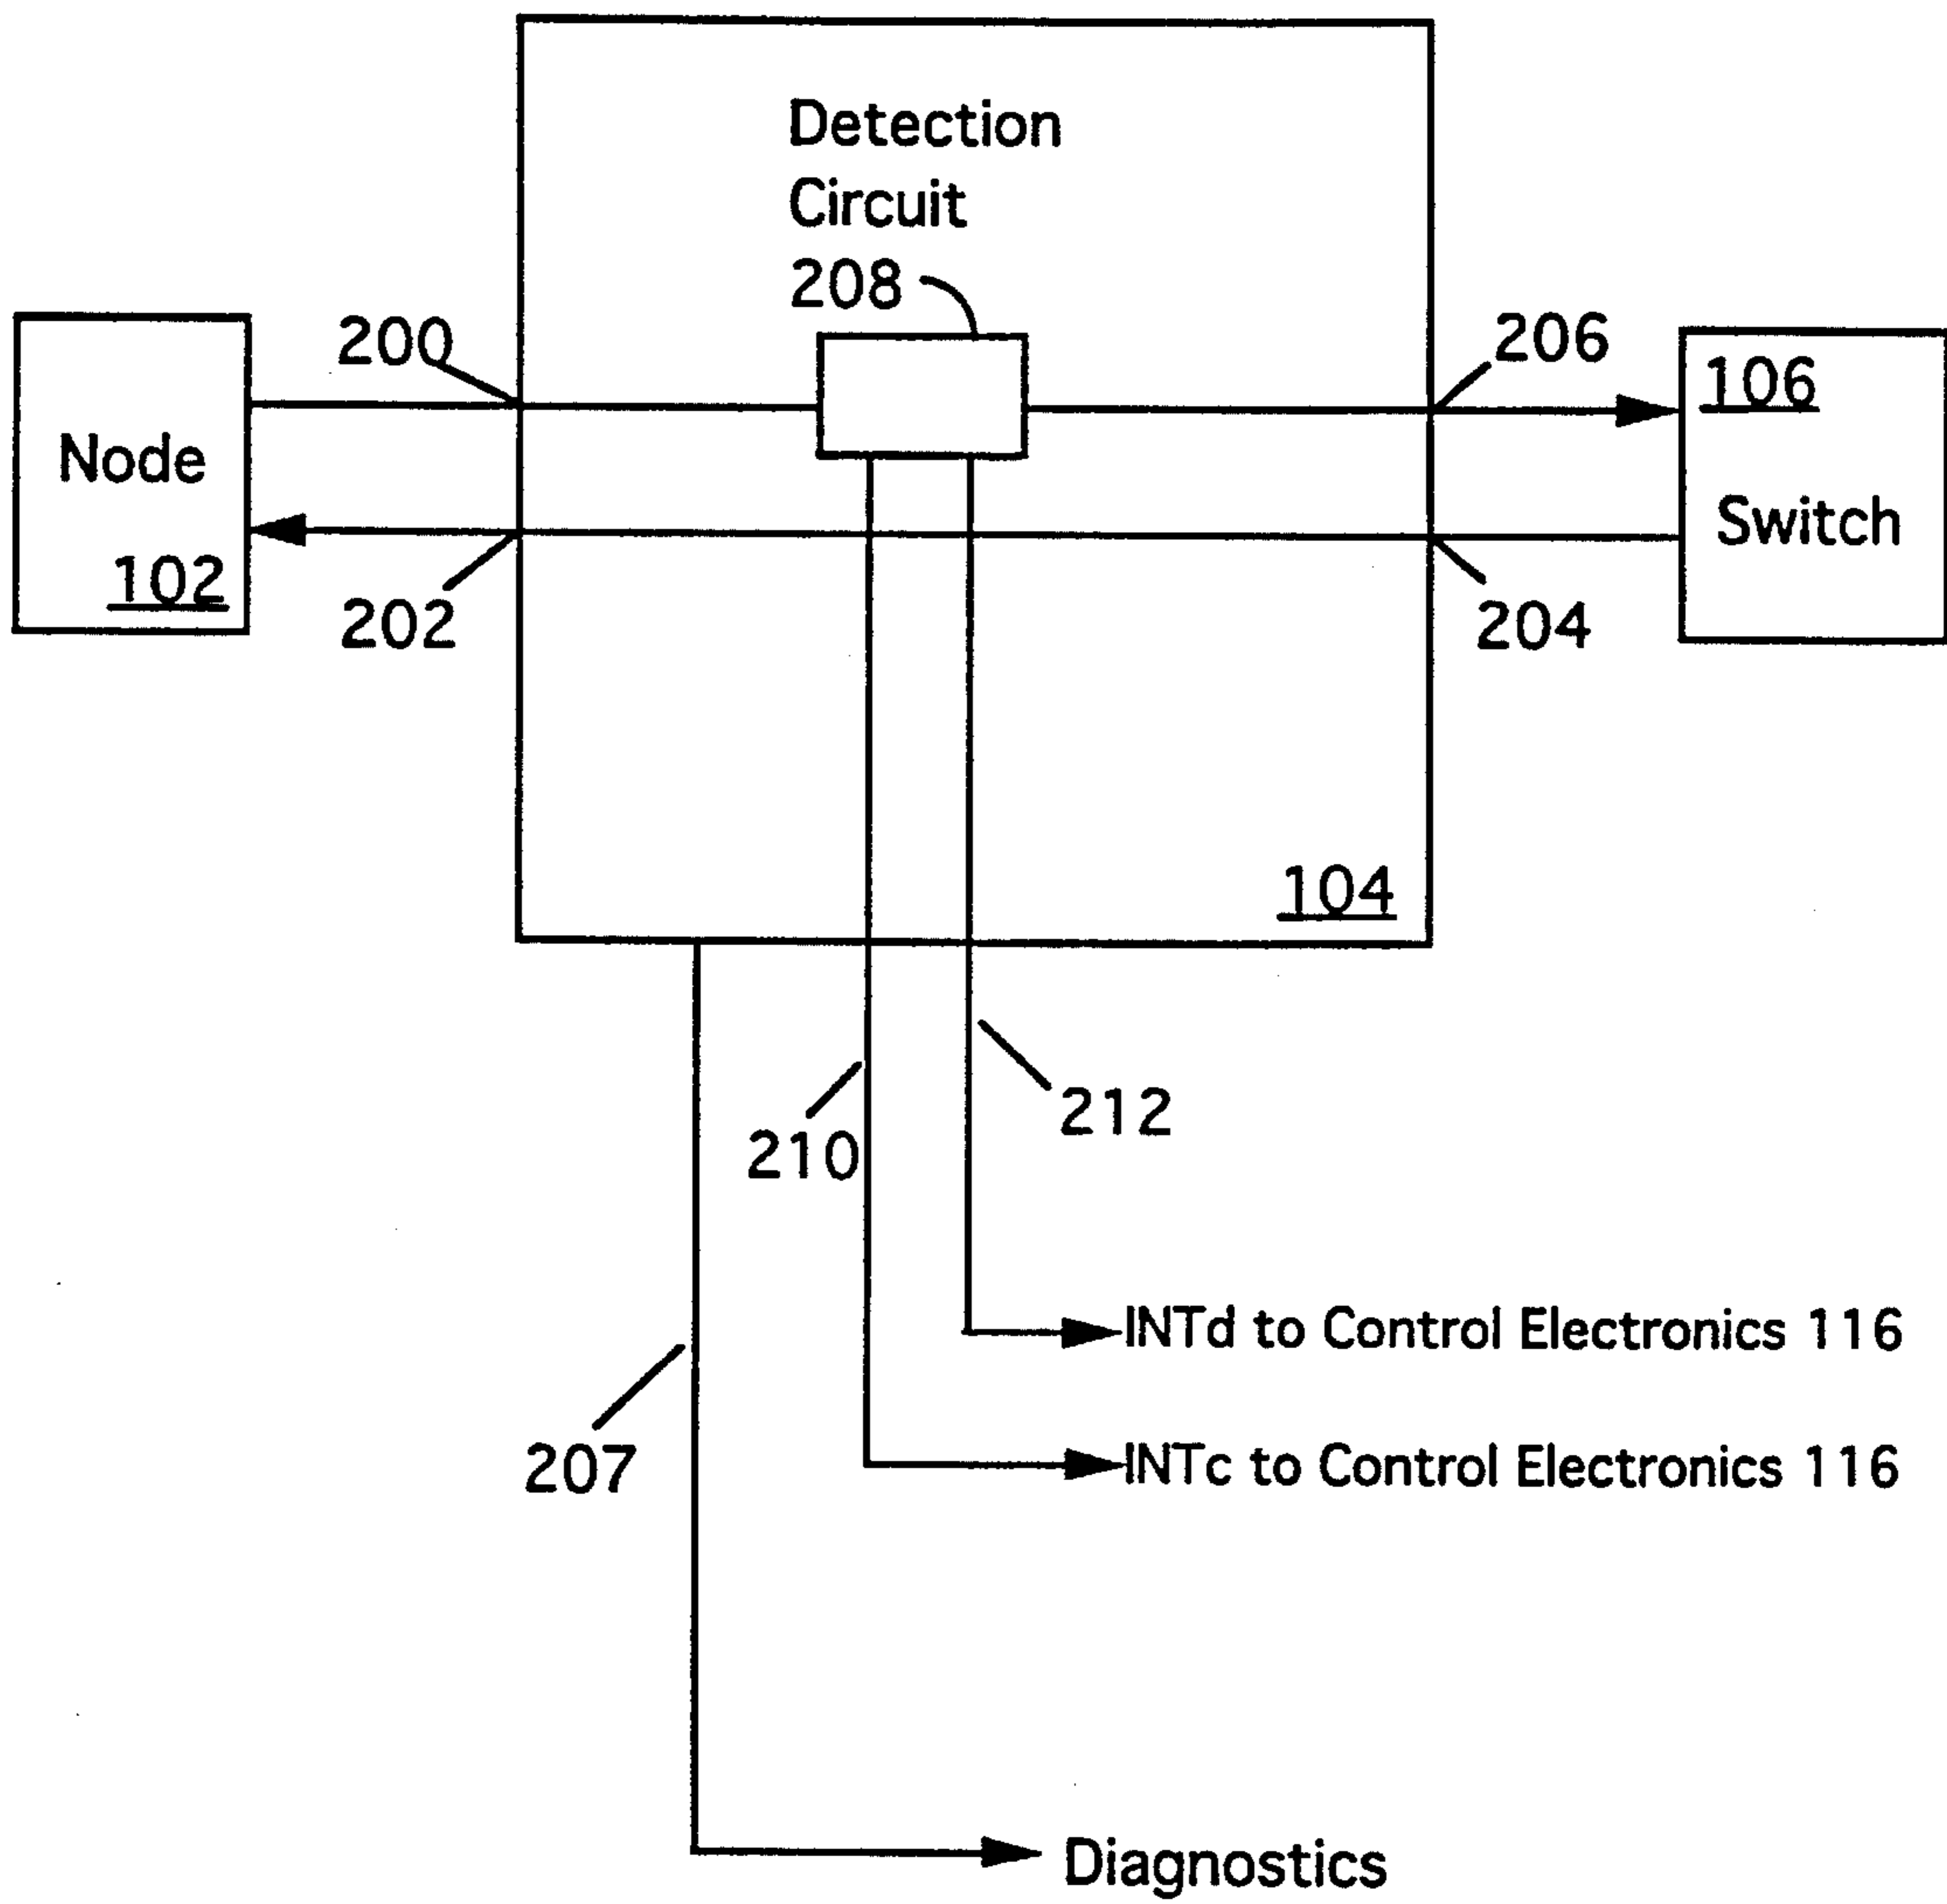 Detection
Circuit
208
200
206
Node
102
106
Switch
202
204
104
210
212
INTd to Control Electronics 116
207
INTc to Control Electronics 116
Diagnostics